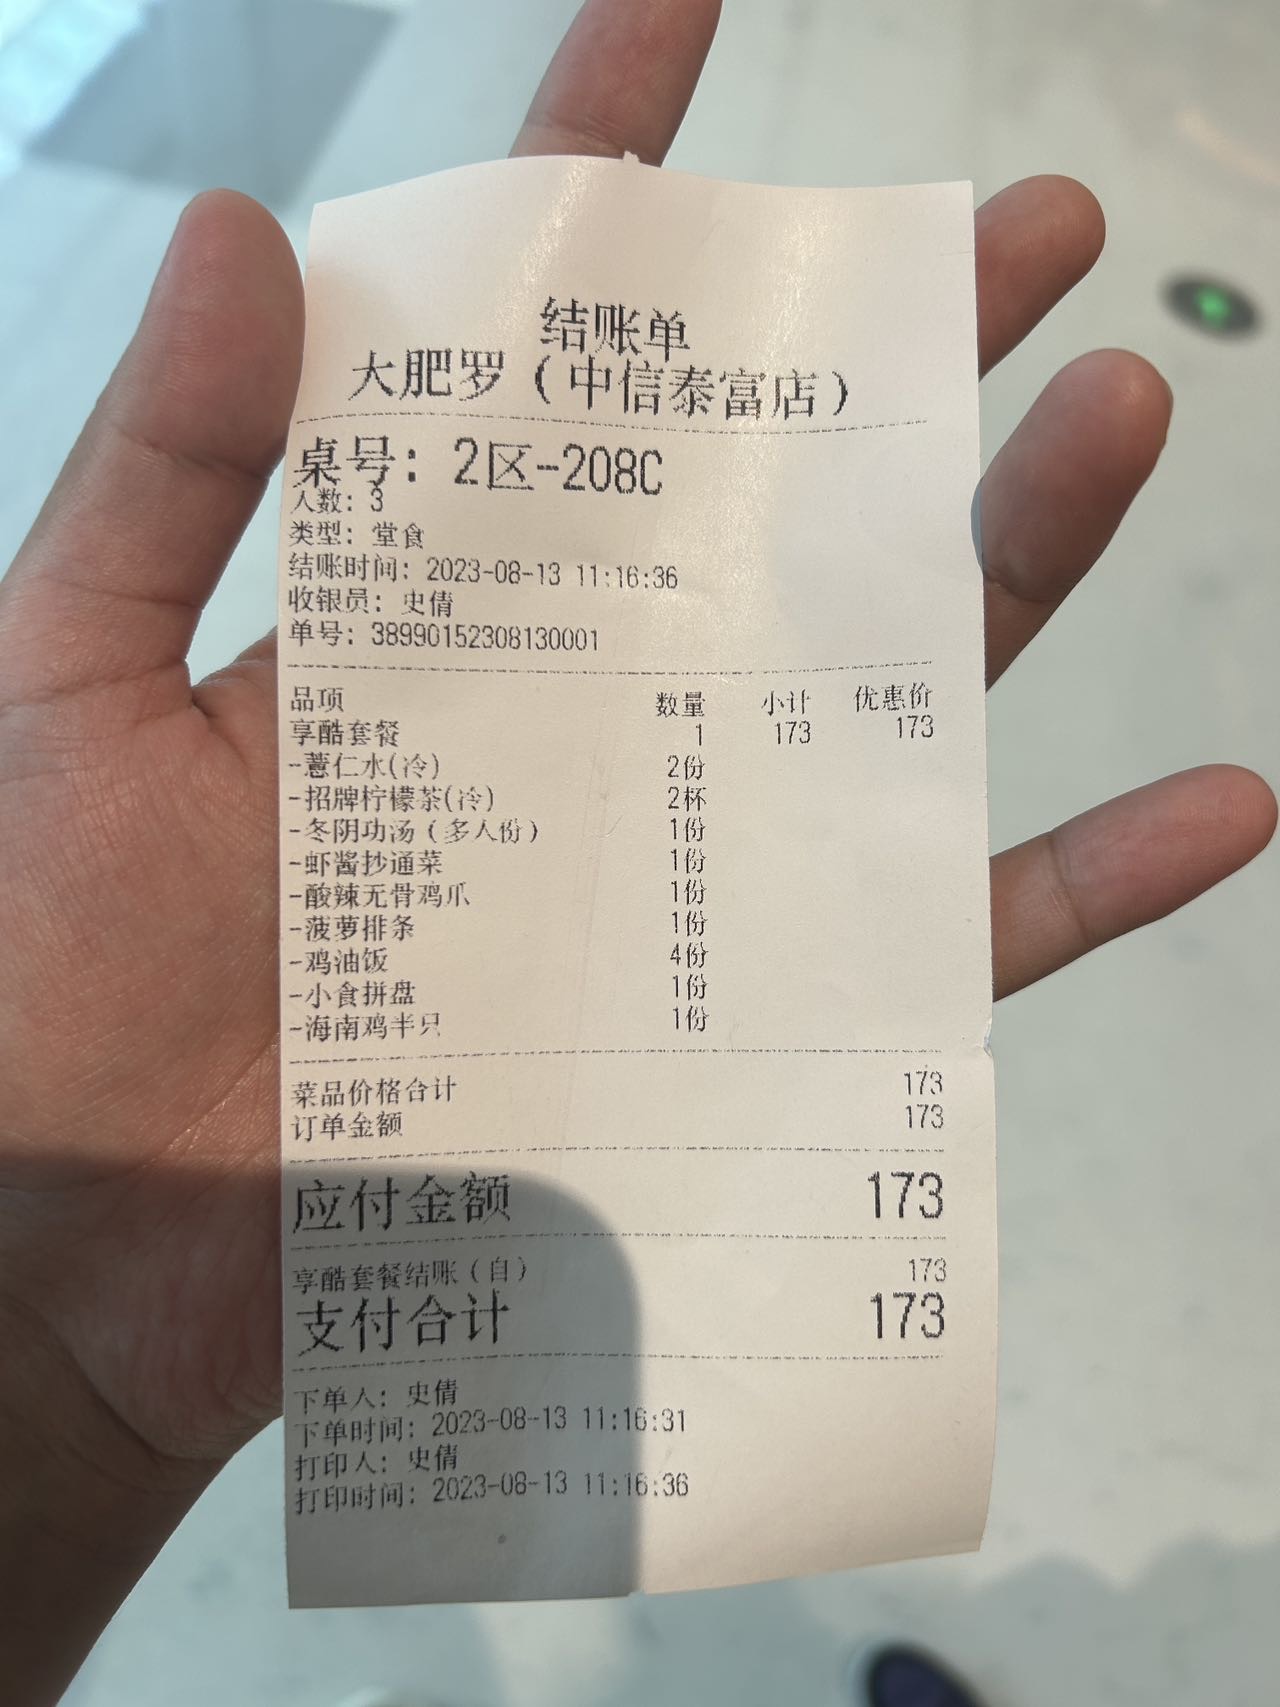 结账单
大肥罗（中信泰富店）
桌号：2区-208C
人数：3
类型：堂食
结账时间：2023-08-13 11:16:36
收银员：史倩
单号：38990152308130001
品项 数量 小计 优惠价
享酷套餐 1 173 173
-薏仁水(冷) 2份
-招牌柠檬茶(冷) 2杯
-冬阴功汤（多人份） 1份
-虾酱抄通菜 1份
-酸辣无骨鸡爪 1份
-菠萝排条 1份
-鸡油饭 4份
-小食拼盘 1份
-海南鸡半只 1份
菜品价格合计 173
订单金额 173
应付金额 173
享酷套餐结账（自） 173
支付合计 173
下单人：史倩
下单时间：2023-08-13 11:16:31
打印人：史倩
打印时间：2023-08-13 11:16:36